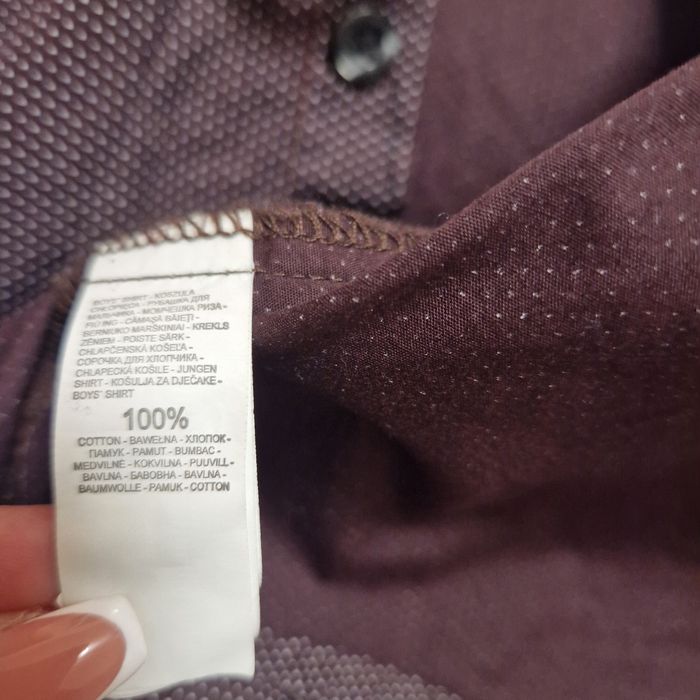 BOYS' SHIRT - KOSZULA
CHŁOPIĘCA - РУБАШКА ДЛЯ
МАЛЬЧИКА - МОМЧЕШКА РИЗА -
FIÚ ING - CĂMAŞĂ BĂIEŢI -
BERNIUKO MARŠKINIAI - KREKLS
ZĒNIEM - POISTE SÄRK -
CHLAPČENSKÁ KOŠEĽA -
СОРОЧКА ДЛЯ ХЛОПЧИКА -
CHLAPECKÁ KOŠILE - JUNGEN
SHIRT - KOŠULJA ZA DJEČAKE -
BOYS' SHIRT
100%
COTTON - BAWEŁNA - ХЛОПОК -
ПАМУК - PAMUT - BUMBAC -
MEDVILNĖ - KOKVILNA - PUUVILL -
BAVLNA - БАВОВНА - BAVLNA -
BAUMWOLLE - PAMUK - COTTON